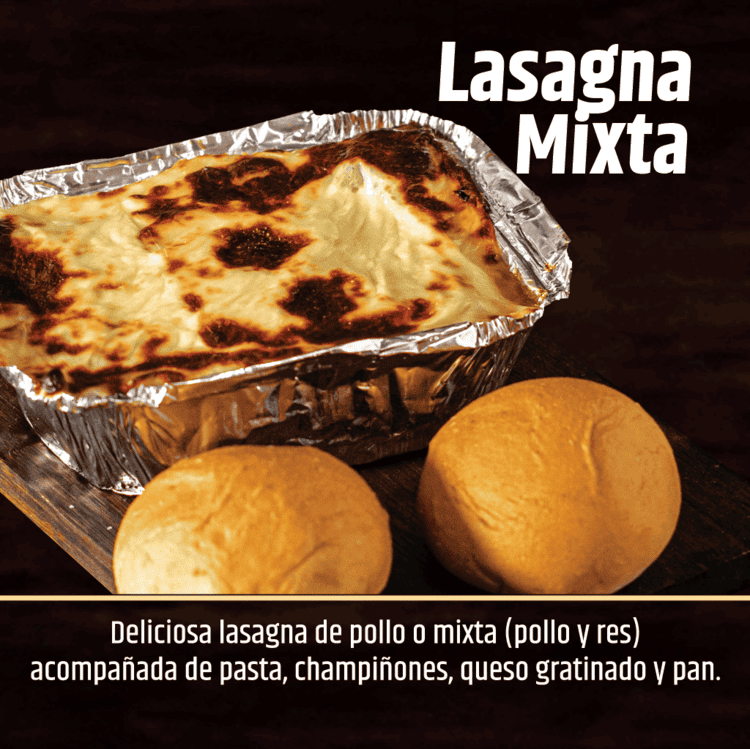 Lasagna
Mixta
Deliciosa lasagna de pollo o mixta (pollo y res)
acompañada de pasta, champiñones, queso gratinado y pan.